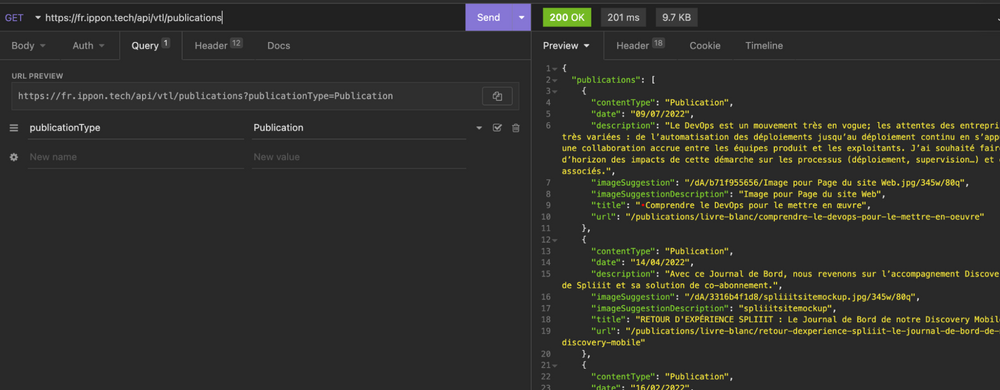 GET https://fr.ippon.tech/api/vtl/publications Send 200 OK 201 ms 9.7 KB
Body Auth Query 1 Header 12 Docs Preview Header 18 Cookie Timeline
URL PREVIEW
https://fr.ippon.tech/api/vtl/publications?publicationType=Publication
publicationType Publication
New name New value
1 {
2 "publications": [
3 {
4 "contentType": "Publication",
5 "date": "09/07/2022",
6 "description": "Le DevOps est un mouvement très en vogue; les attentes des entrepri
très variées : de l'automatisation des déploiements jusqu'au déploiement continu en s'app
une collaboration accrue entre les équipes produit et les exploitants. J'ai souhaité faire
d'horizon des impacts de cette démarche sur les processus (déploiement, supervision…) et
associés.",
7 "imageSuggestion": "/dA/b71f955656/Image pour Page du site Web.jpg/345w/80q",
8 "imageSuggestionDescription": "Image pour Page du site Web",
9 "title": "·Comprendre le DevOps pour le mettre en œuvre",
10 "url": "/publications/livre-blanc/comprendre-le-devops-pour-le-mettre-en-oeuvre"
11 },
12 {
13 "contentType": "Publication",
14 "date": "14/04/2022",
15 "description": "Avec ce Journal de Bord, nous revenons sur l'accompagnement Discove
de Spliiit et sa solution de co-abonnement.",
16 "imageSuggestion": "/dA/3316b4f1d8/spliiitsitemockup.jpg/345w/80q",
17 "imageSuggestionDescription": "spliiitsitemockup",
18 "title": "RETOUR D'EXPÉRIENCE SPLIIIT : Le Journal de Bord de notre Discovery Mobile
19 "url": "/publications/livre-blanc/retour-dexperience-spliiit-le-journal-de-bord-de-
discovery-mobile"
20 },
21 {
22 "contentType": "Publication",
23 "date": "16/02/2022",